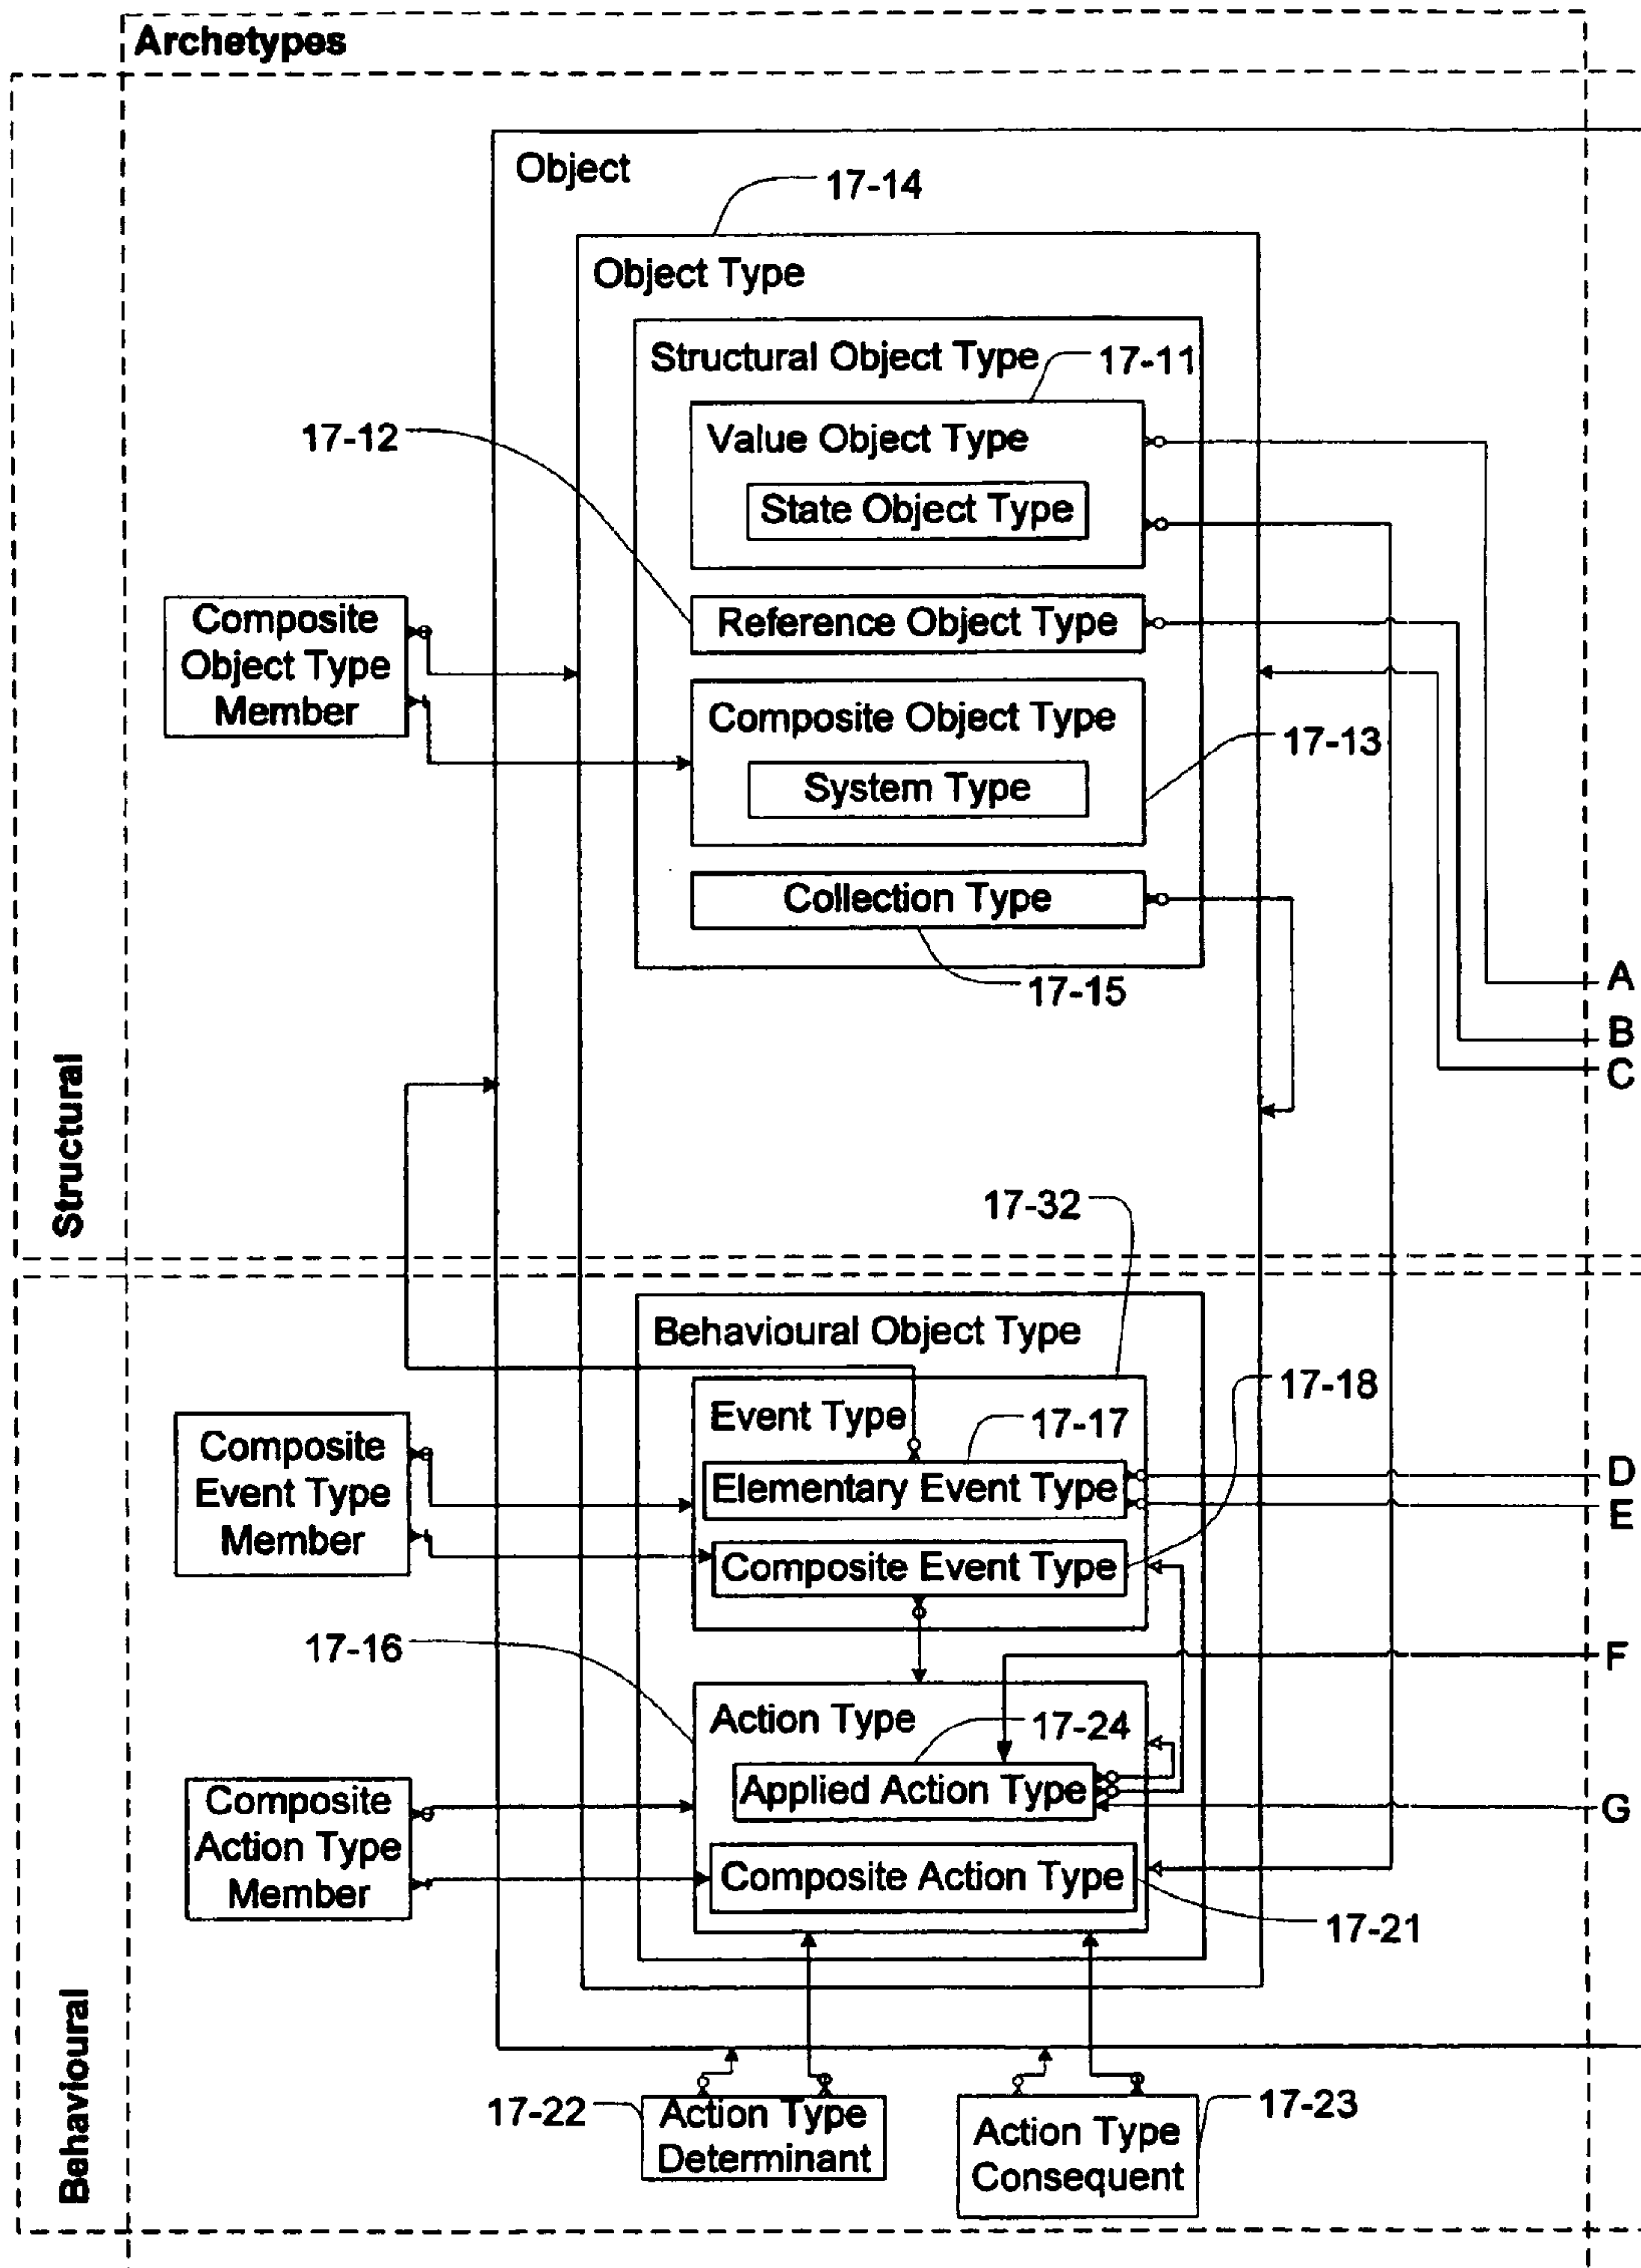 Archetypes
Object
17-14
Object Type
Structural Object Type
17-11
17-12
Value Object Type
State Object Type
Composite
Object Type
Member
Reference Object Type
Composite Object Type
17-13
System Type
Collection Type
17-15
A
B
C
Structural
17-32
Behavioural Object Type
17-18
Event Type
17-17
Composite
Event Type
Member
Elementary Event Type
D
E
Composite Event Type
17-16
F
Action Type
17-24
Composite
Action Type
Member
Applied Action Type
G
Composite Action Type
17-21
Behavioural
17-22
Action Type
Determinant
17-23
Action Type
Consequent